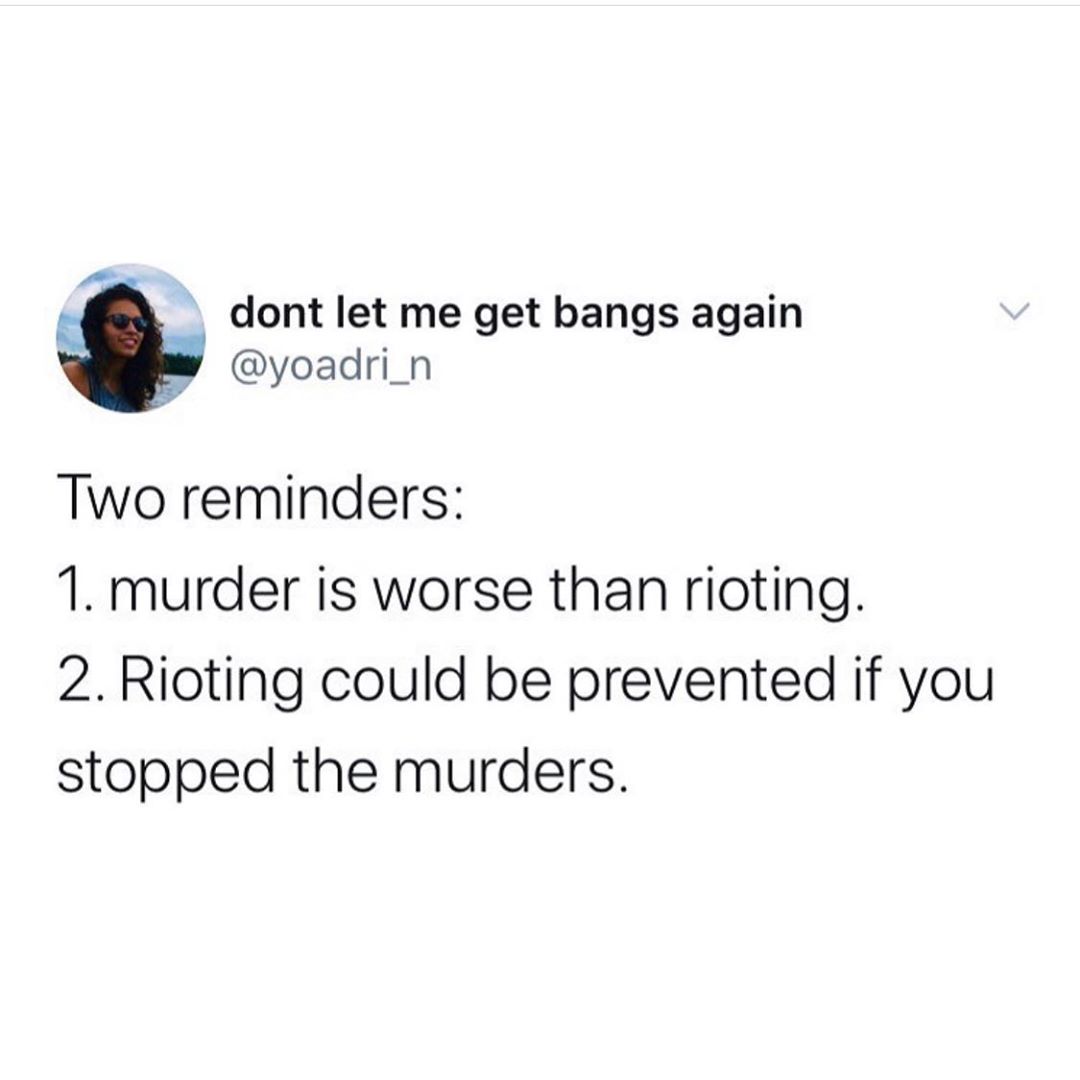 dont let me get bangs again
@yoadri_n
Two reminders:
1. murder is worse than rioting.
2. Rioting could be prevented if you
stopped the murders.